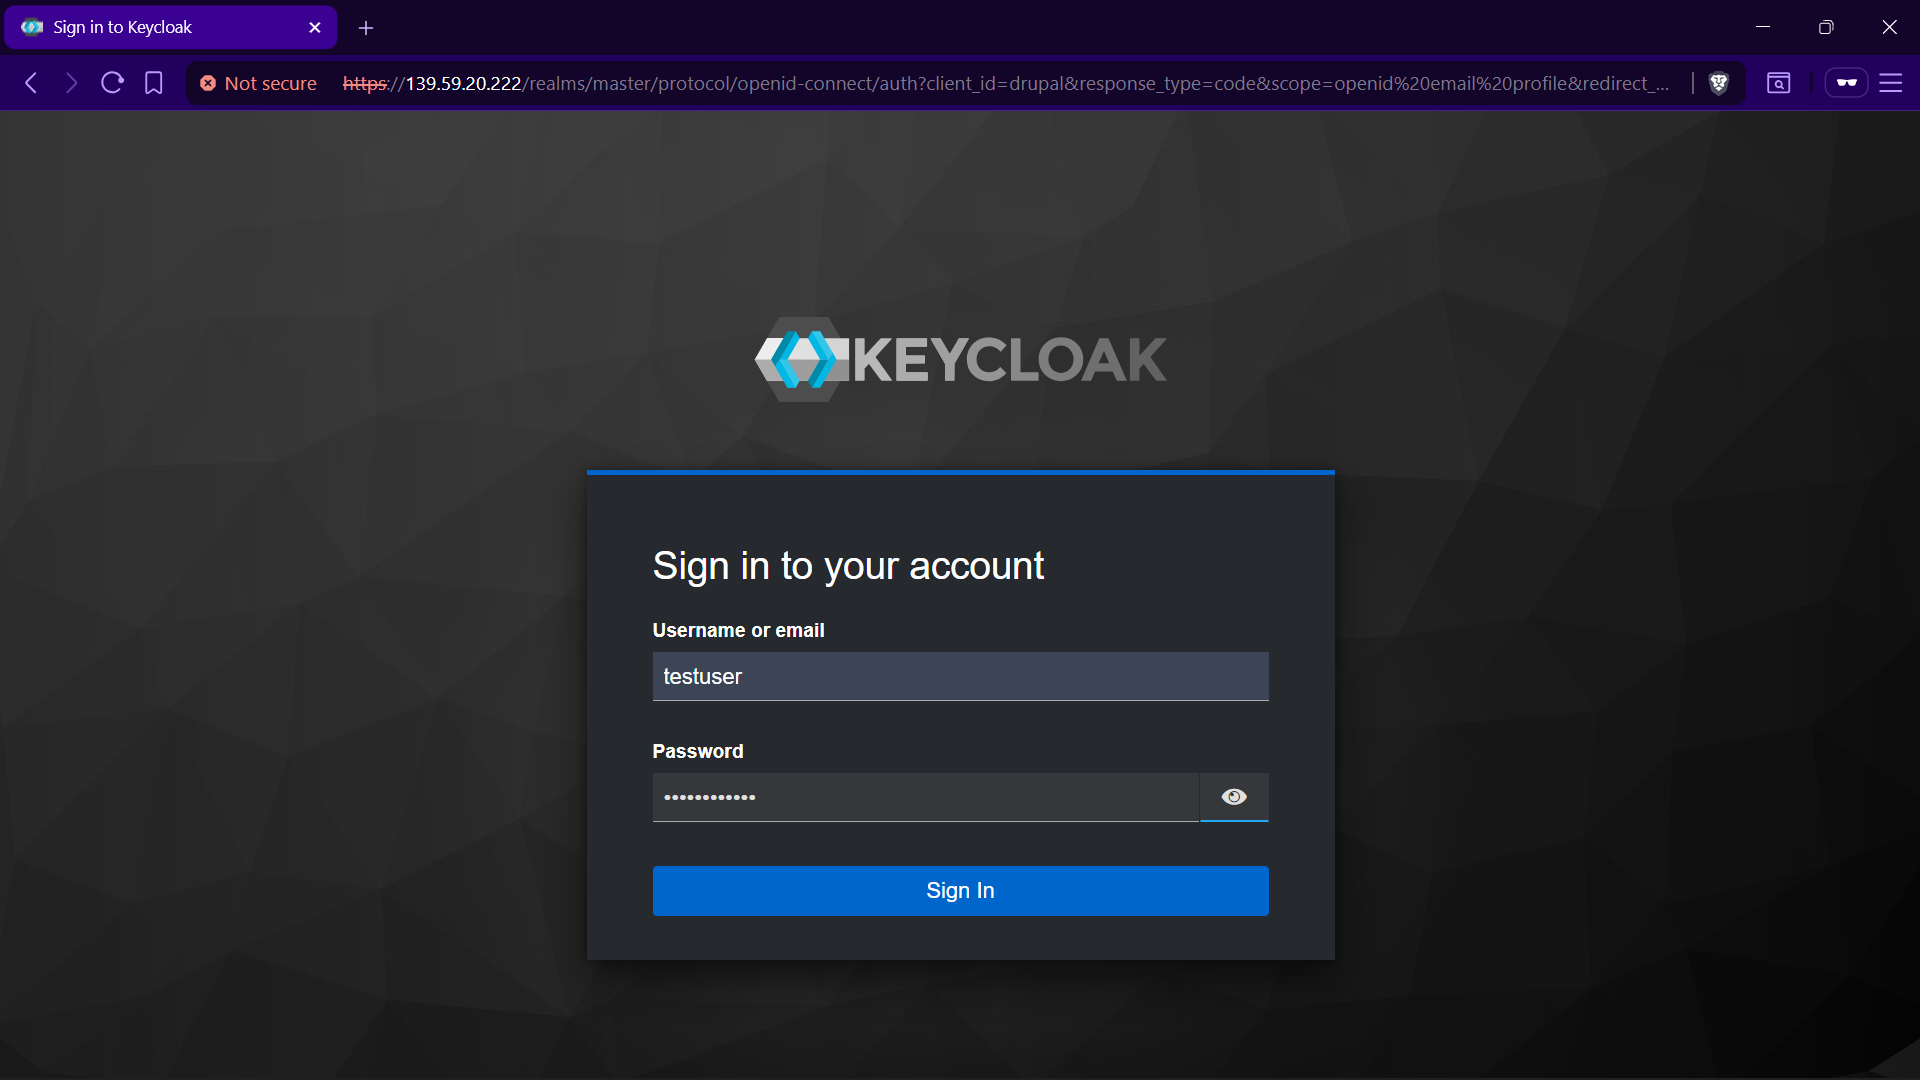 Sign in to Keycloak
Not secure https://139.59.20.222/realms/master/protocol/openid-connect/auth?client_id=drupal&response_type=code&scope=openid%20email%20profile&redirect_...
KEYCLOAK
Sign in to your account
Username or email
testuser
Password
••••••••••••
Sign In